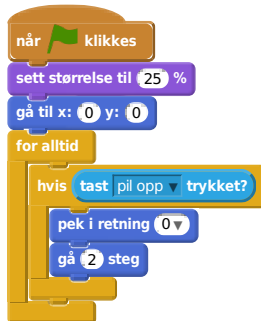 når klikkes
sett størrelse til 25 %
gå til x: 0 y: 0
for alltid
hvis tast pil opp ▼ trykket?
pek i retning 0▼
gå 2 steg